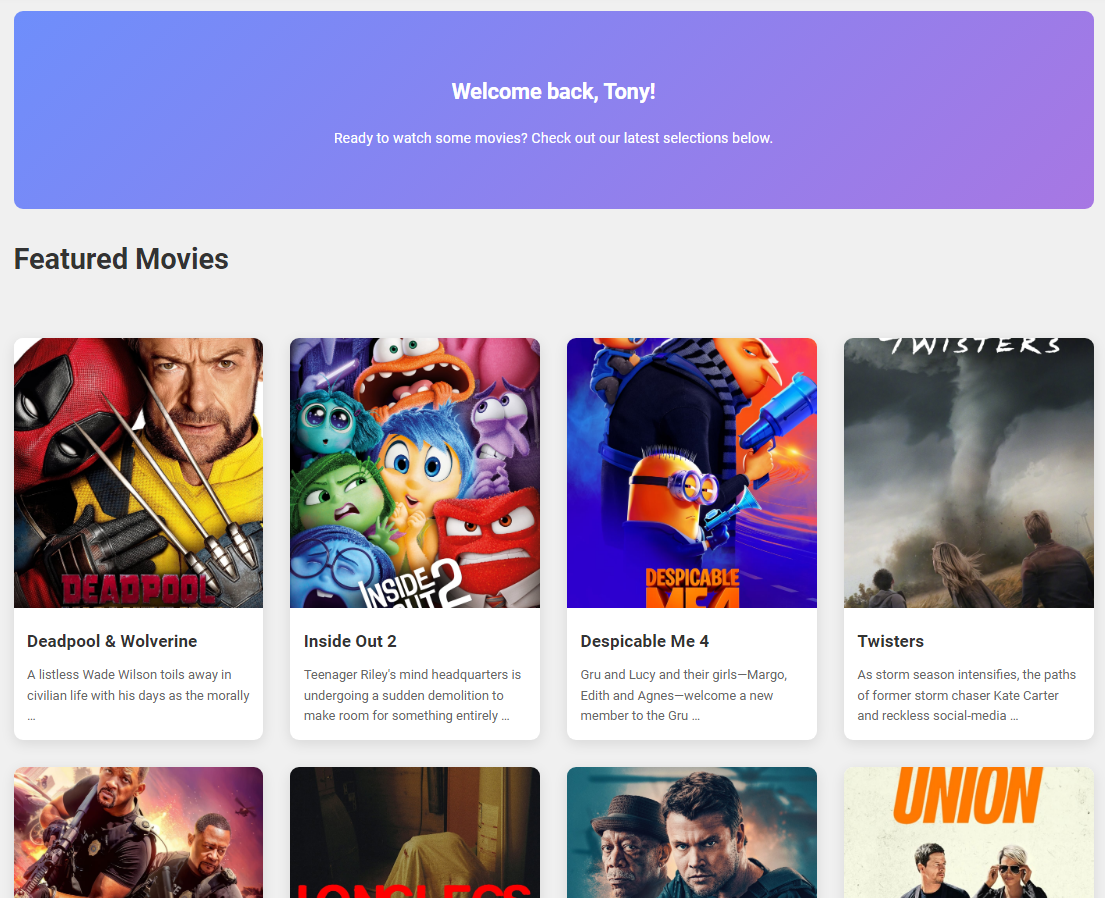 Welcome back, Tony!
Ready to watch some movies? Check out our latest selections below.
Featured Movies
TWISTERS
DEADPOOL
INSIDE
OUT 2
DESPICABLE
ME 4
Deadpool & Wolverine
A listless Wade Wilson toils away in
civilian life with his days as the morally
...
Inside Out 2
Teenager Riley's mind headquarters is
undergoing a sudden demolition to
make room for something entirely ...
Despicable Me 4
Gru and Lucy and their girls—Margo,
Edith and Agnes—welcome a new
member to the Gru ...
Twisters
As storm season intensifies, the paths
of former storm chaser Kate Carter
and reckless social-media ...
LONGLEGS
UNION